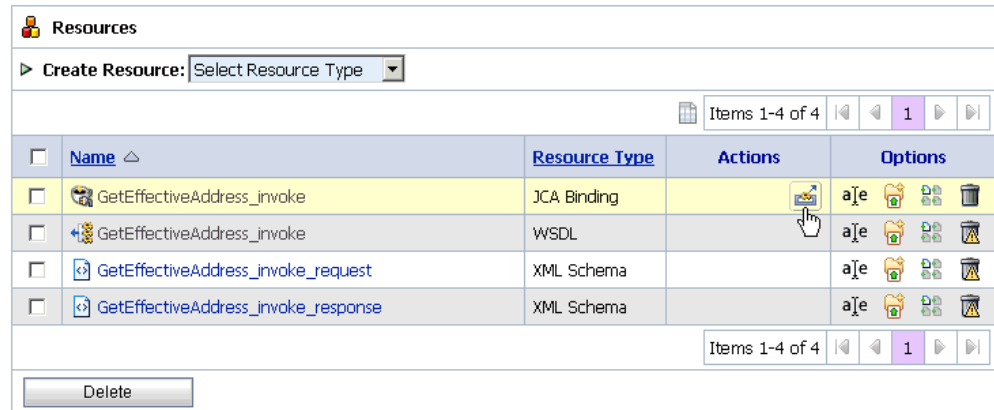 Resources
Create Resource: Select Resource Type
Items 1-4 of 4 1
Name Resource Type Actions Options
GetEffectiveAddress_invoke JCA Binding a e
GetEffectiveAddress_invoke WSDL a e
GetEffectiveAddress_invoke_request XML Schema a e
GetEffectiveAddress_invoke_response XML Schema a e
Items 1-4 of 4 1
Delete